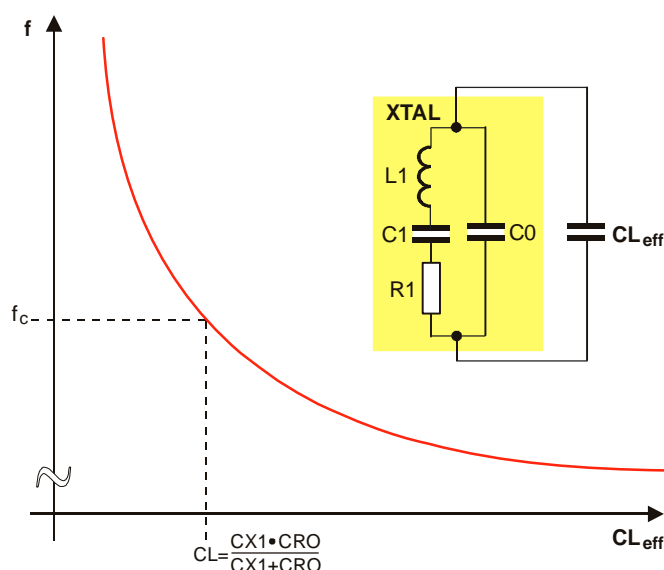 f
XTAL
L1
C1
C0
CLeff
R1
fc
CLeff
CL=CX1•CRO
CX1+CRO